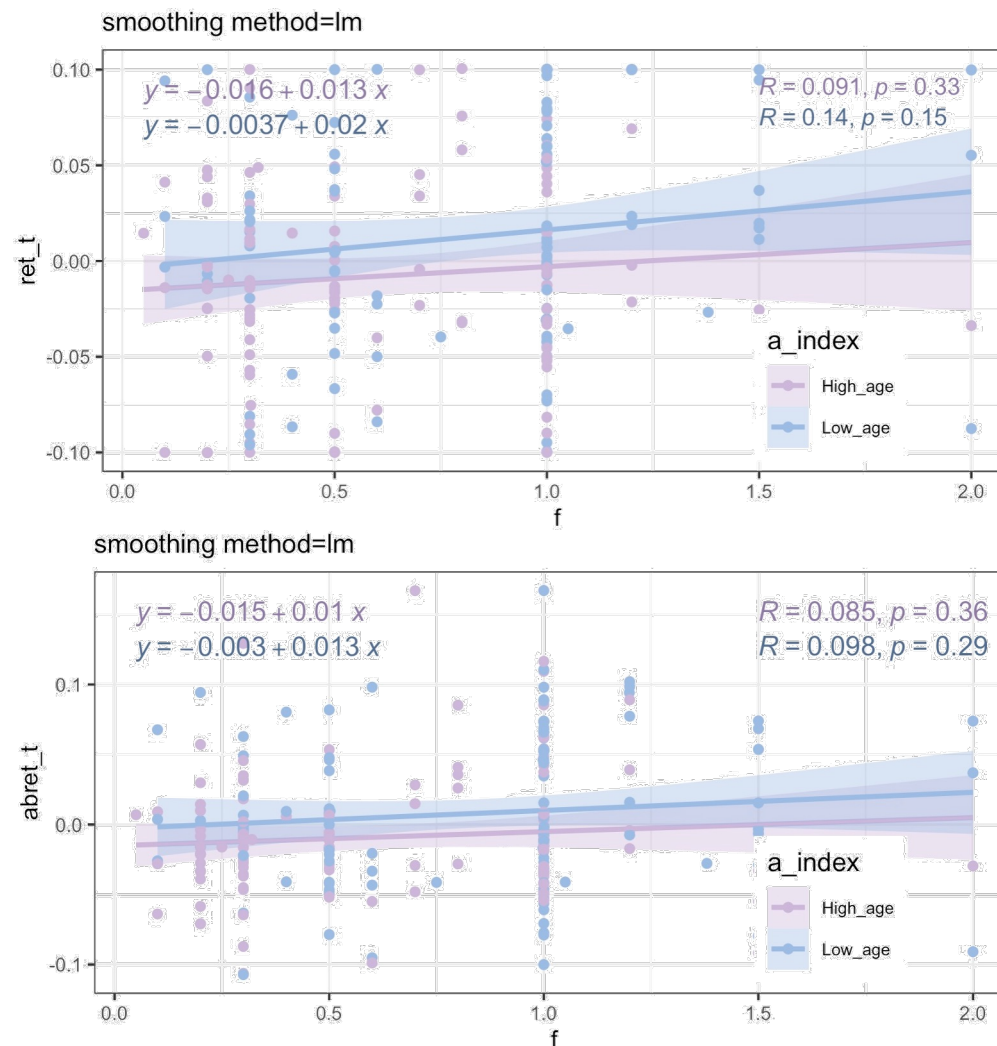 smoothing method=lm
0.10
y = −0.016 + 0.013 x
R = 0.091, p = 0.33
y = −0.0037 + 0.02 x
R = 0.14, p = 0.15
0.05
ret_t
0.00
a_index
-0.05
High_age
Low_age
-0.10
0.0 0.5 1.0 1.5 2.0
f
smoothing method=lm
y = −0.015 + 0.01 x
R = 0.085, p = 0.36
y = −0.003 + 0.013 x
R = 0.098, p = 0.29
0.1
abret_t
0.0
a_index
High_age
Low_age
-0.1
0.0 0.5 1.0 1.5 2.0
f